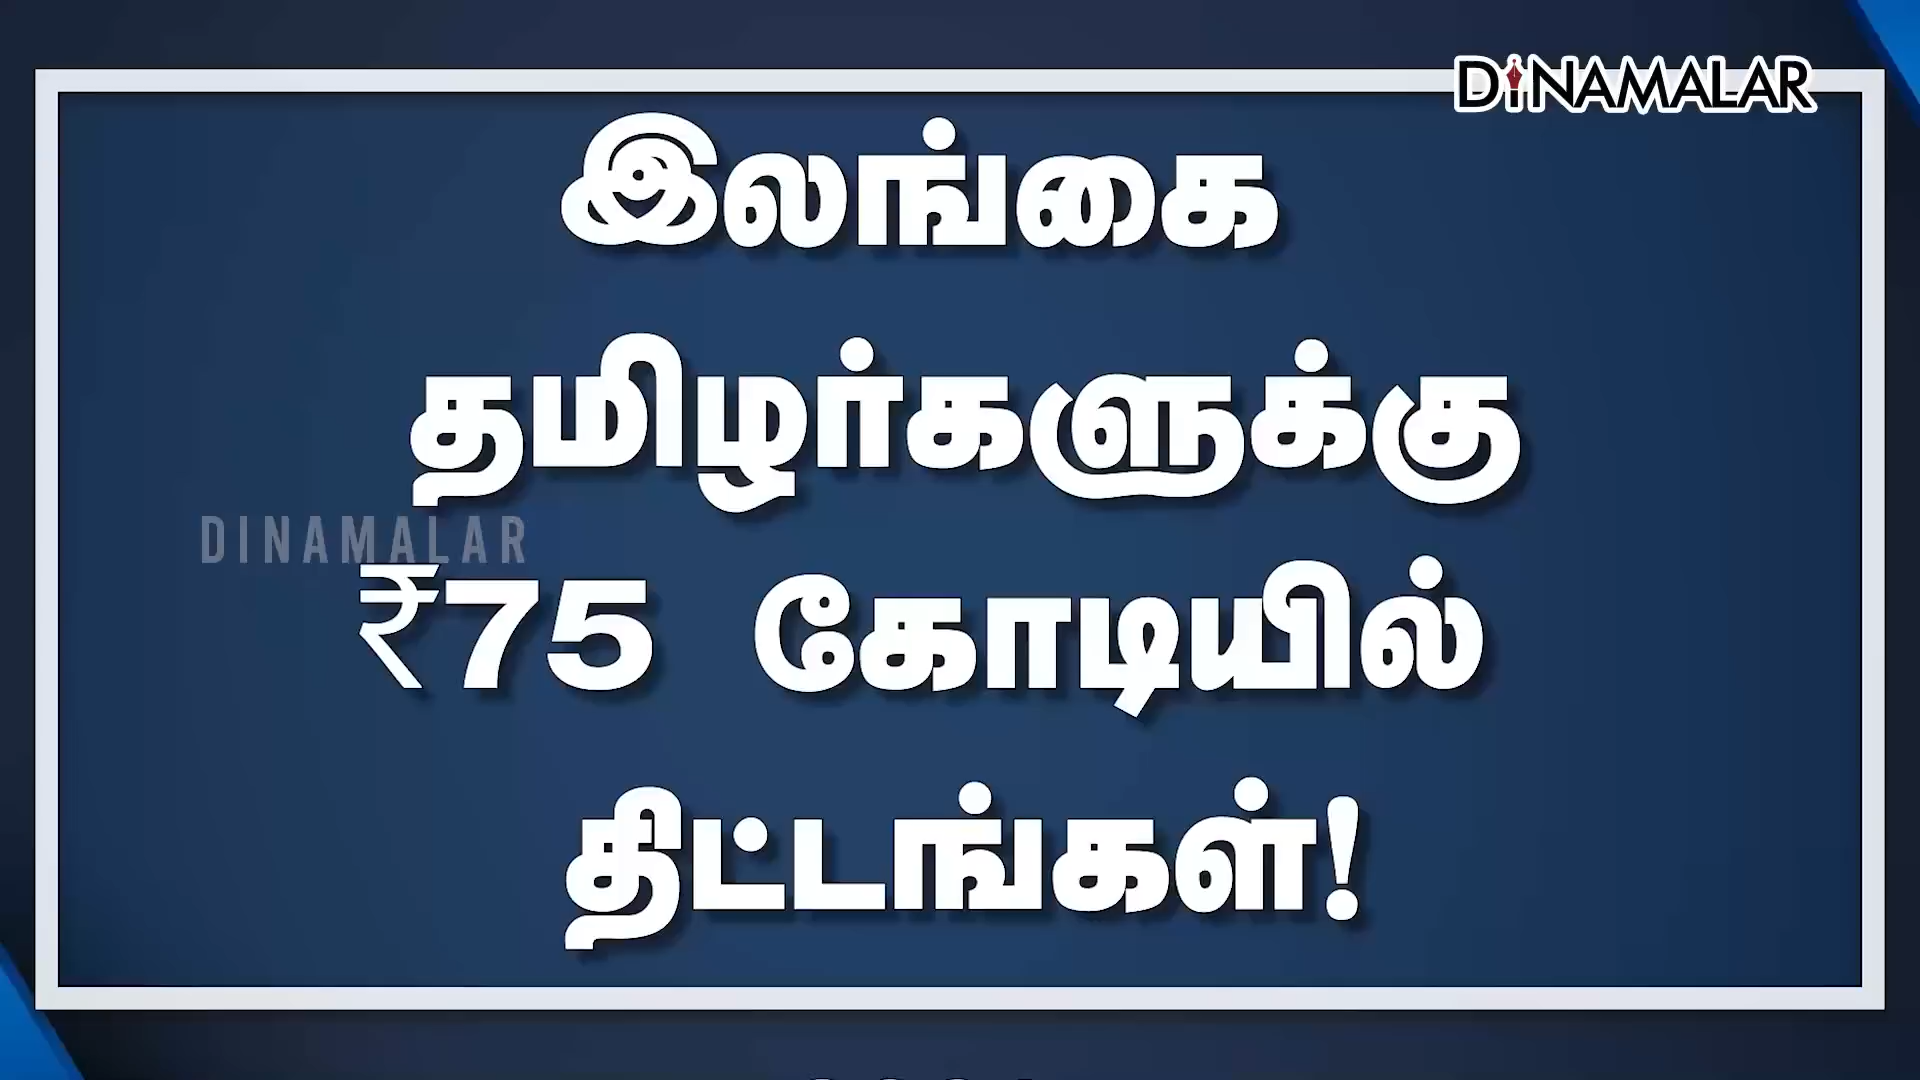 DINAMALAR
இலங்கை
தமிழர்களுக்கு
DINAMALAR
₹75 கோடியில்
திட்டங்கள்!